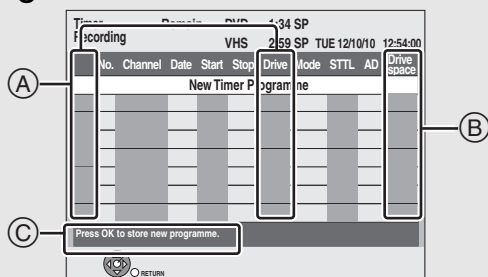 Timer Remain DVD 1:34 SP
Recording VHS 2:59 SP TUE 12/10/10 12:54:00
No. Channel Date Start Stop Drive Mode STTL AD Drive space
New Timer Programme
A
B
C
Press OK to store new programme.
RETURN